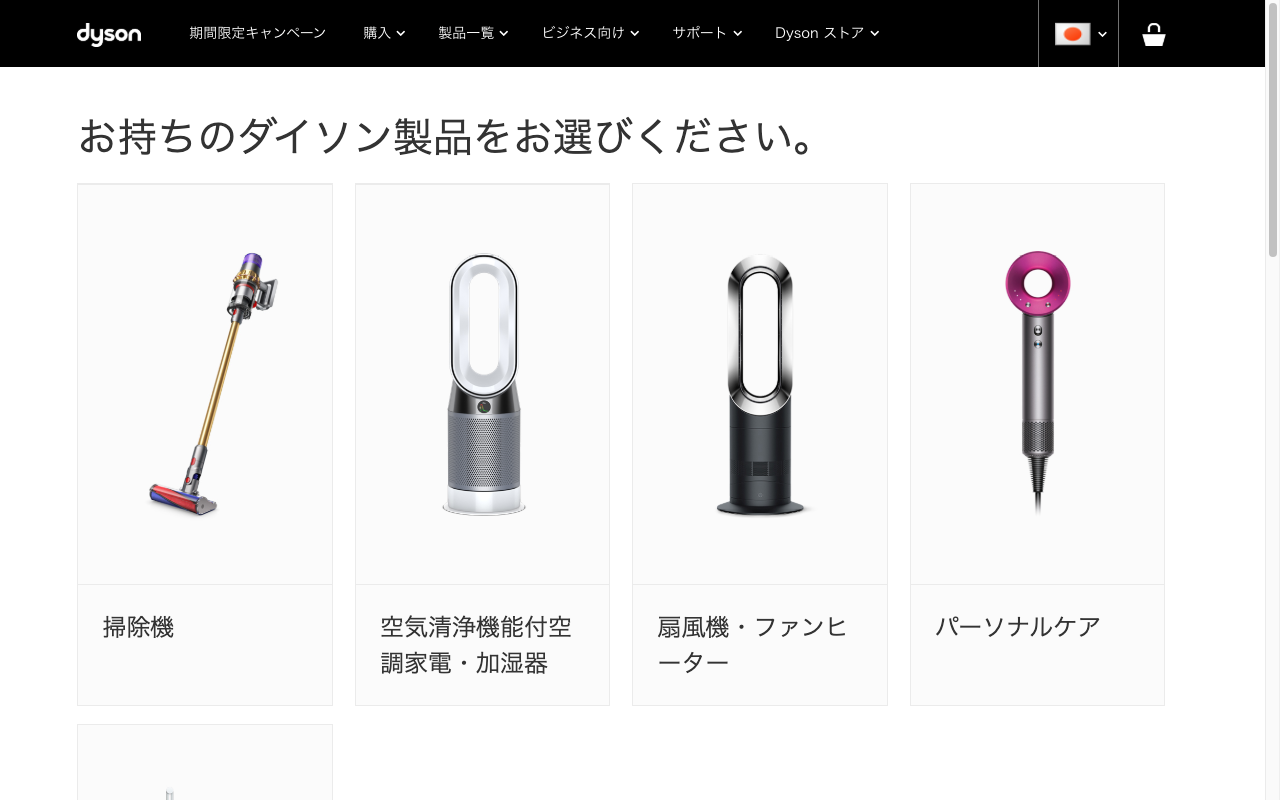 dyson
期間限定キャンペーン
購入
製品一覧
ビジネス向け
サポート
Dyson ストア
お持ちのダイソン製品をお選びください。
掃除機
空気清浄機能付空
調家電・加湿器
扇風機・ファンヒ
ーター
パーソナルケア